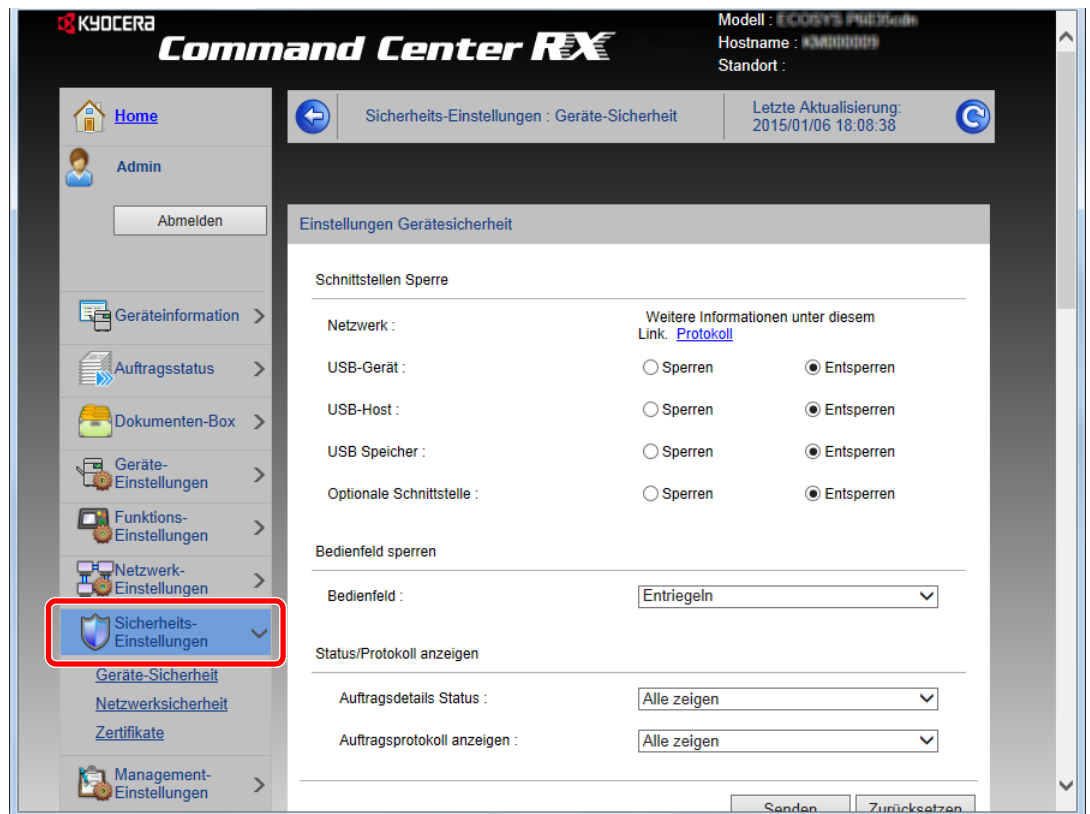 KYOCERA
Command Center RX
Modell :
Hostname :
Standort :
Home
Admin
Abmelden
Geräteinformation
Auftragsstatus
Dokumenten-Box
Geräte-
Einstellungen
Funktions-
Einstellungen
Netzwerk-
Einstellungen
Sicherheits-
Einstellungen
Geräte-Sicherheit
Netzwerksicherheit
Zertifikate
Management-
Einstellungen
Sicherheits-Einstellungen : Geräte-Sicherheit
Letzte Aktualisierung:
2015/01/06 18:08:38
Einstellungen Gerätesicherheit
Schnittstellen Sperre
Netzwerk :
Weitere Informationen unter diesem
Link. Protokoll
USB-Gerät : Sperren Entsperren
USB-Host : Sperren Entsperren
USB Speicher : Sperren Entsperren
Optionale Schnittstelle : Sperren Entsperren
Bedienfeld sperren
Bedienfeld : Entriegeln
Status/Protokoll anzeigen
Auftragsdetails Status : Alle zeigen
Auftragsprotokoll anzeigen : Alle zeigen
Senden Zurücksetzen